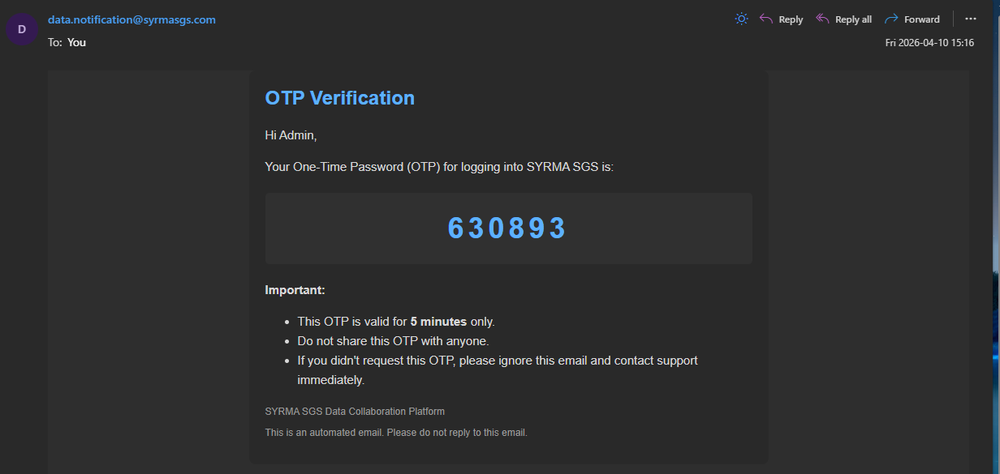 D
data.notification@syrmasgs.com
Reply
Reply all
Forward
To: You
Fri 2026-04-10 15:16
OTP Verification
Hi Admin,
Your One-Time Password (OTP) for logging into SYRMA SGS is:
630893
Important:
• This OTP is valid for 5 minutes only.
• Do not share this OTP with anyone.
• If you didn't request this OTP, please ignore this email and contact support
immediately.
SYRMA SGS Data Collaboration Platform
This is an automated email. Please do not reply to this email.